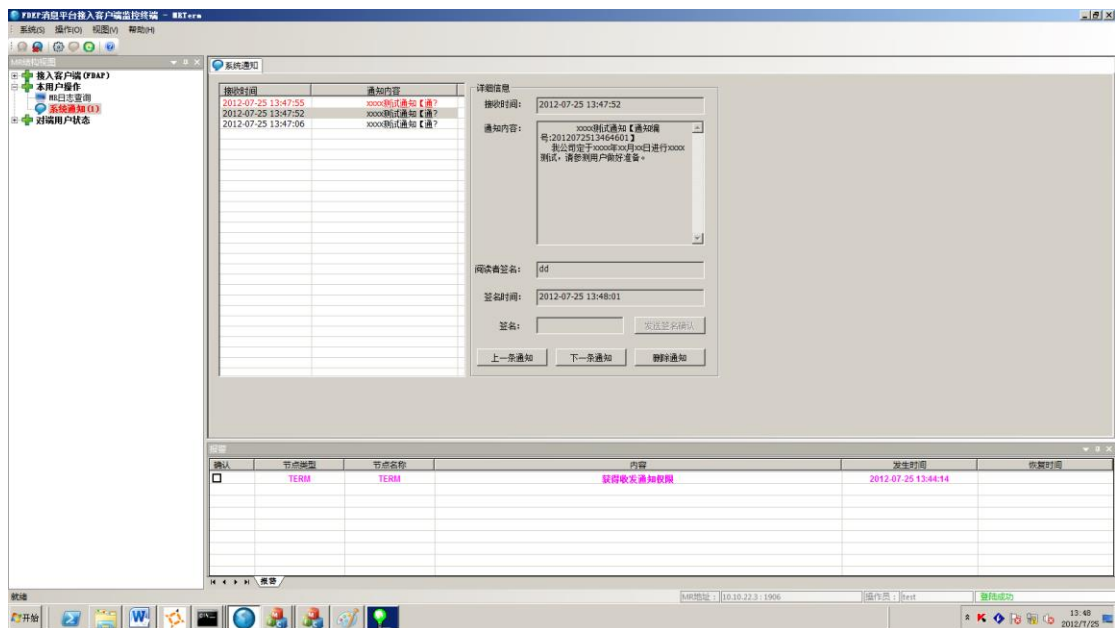 FDEP消息平台接入客户端监控终端 - MRTerm
系统(S) 操作(O) 视图(V) 帮助(H)
MR结构视图
接入客户端(FDAP)
本用户操作
MR日志查询
系统通知(1)
对端用户状态
系统通知
接收时间 通知内容
2012-07-25 13:47:55 xxxx测试通知【通?
2012-07-25 13:47:52 xxxx测试通知【通?
2012-07-25 13:47:06 xxxx测试通知【通?
详细信息
接收时间: 2012-07-25 13:47:52
通知内容: xxxx测试通知【通知编
号:2012072513464601】
我公司定于xxxx年xx月xx日进行xxxx
测试,请参测用户做好准备。
阅读者签名: dd
签名时间: 2012-07-25 13:48:01
签名: 发送签名确认
上一条通知 下一条通知 删除通知
报警
确认 节点类型 节点名称 内容 发生时间 恢复时间
TERM TERM 获得收发通知权限 2012-07-25 13:44:14
报警
就绪 MR地址: 10.10.22.3 : 1906 操作员: test 登陆成功
开始 13:48
2012/7/25